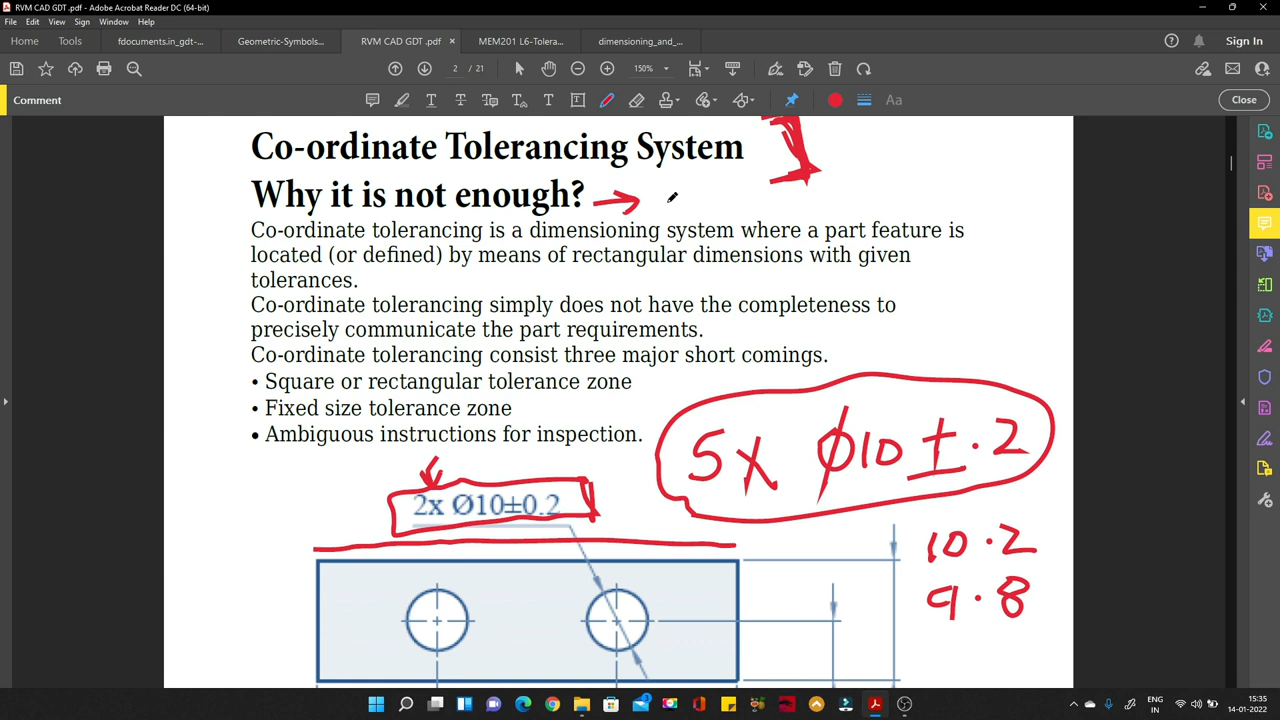 RVM CAD GDT .pdf - Adobe Acrobat Reader DC (64-bit)
File Edit View Sign Window Help
Home Tools fdocuments.in_gdt-... Geometric-Symbols... RVM CAD GDT .pdf × MEM201 L6-Tolera... dimensioning_and_... Sign In
2 / 21 150%
Comment Close
Co-ordinate Tolerancing System
Why it is not enough?
Co-ordinate tolerancing is a dimensioning system where a part feature is
located (or defined) by means of rectangular dimensions with given
tolerances.
Co-ordinate tolerancing simply does not have the completeness to
precisely communicate the part requirements.
Co-ordinate tolerancing consist three major short comings.
• Square or rectangular tolerance zone
• Fixed size tolerance zone
• Ambiguous instructions for inspection.
5x ϕ10 ± .2
2x Ø10±0.2
10.2
9.8
ENG
IN
15:35
14-01-2022